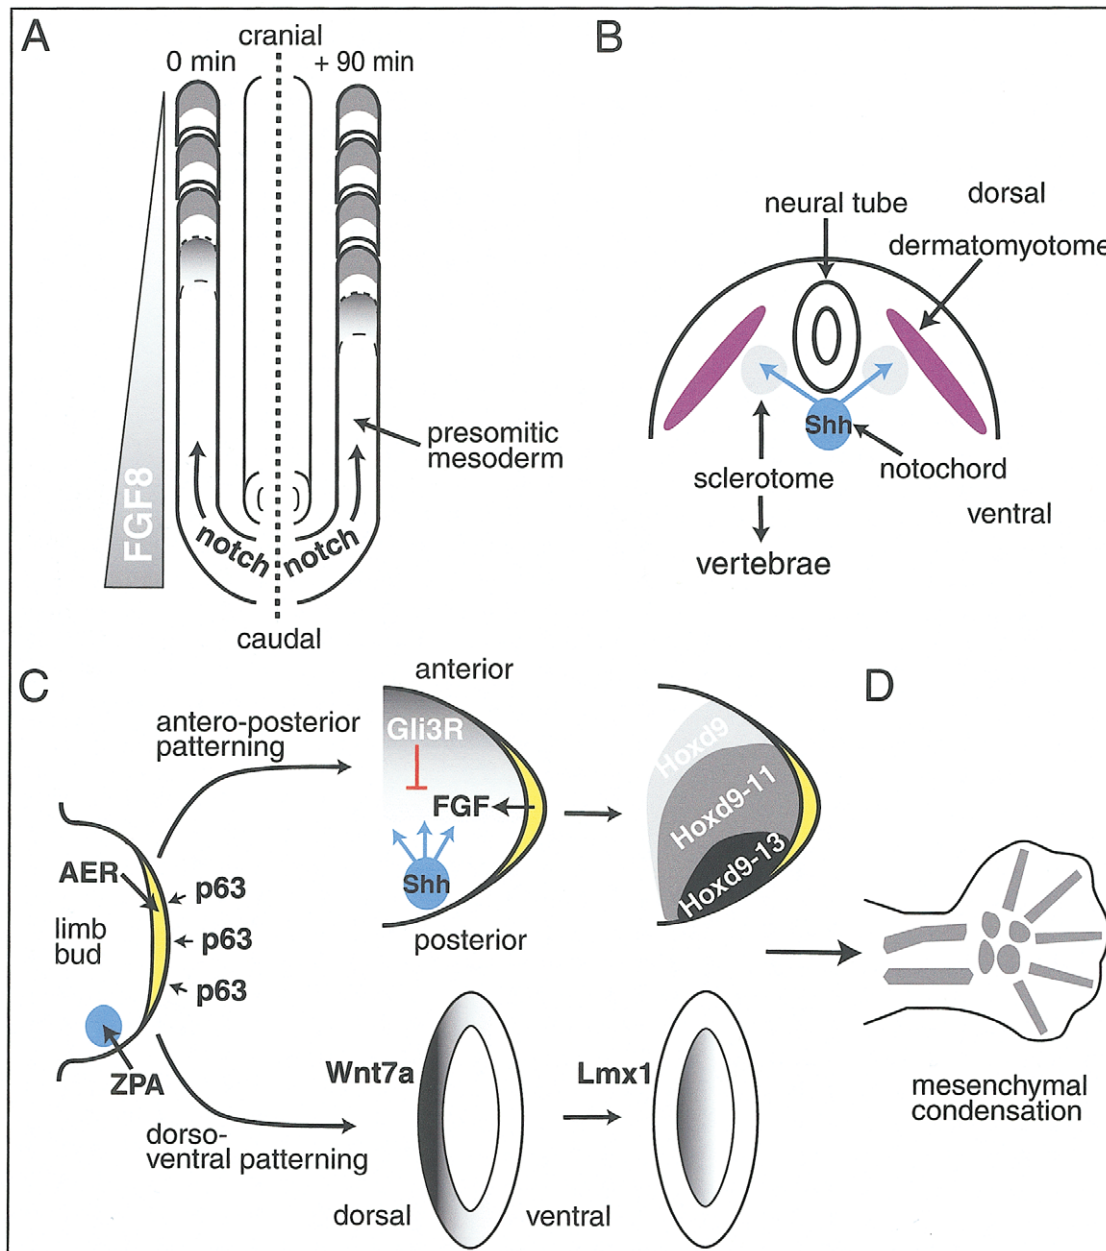 A
cranial
0 min
+ 90 min
FGF8
presomitic
mesoderm
notch
notch
caudal
B
neural tube
dorsal
dermatomyotome
Shh
sclerotome
notochord
ventral
vertebrae
C
antero-posterior
patterning
anterior
Gli3R
FGF
Shh
posterior
Hoxd9
Hoxd9-11
Hoxd9-13
AER
p63
limb
bud
p63
p63
ZPA
dorso-
ventral patterning
Wnt7a
Lmx1
dorsal
ventral
D
mesenchymal
condensation